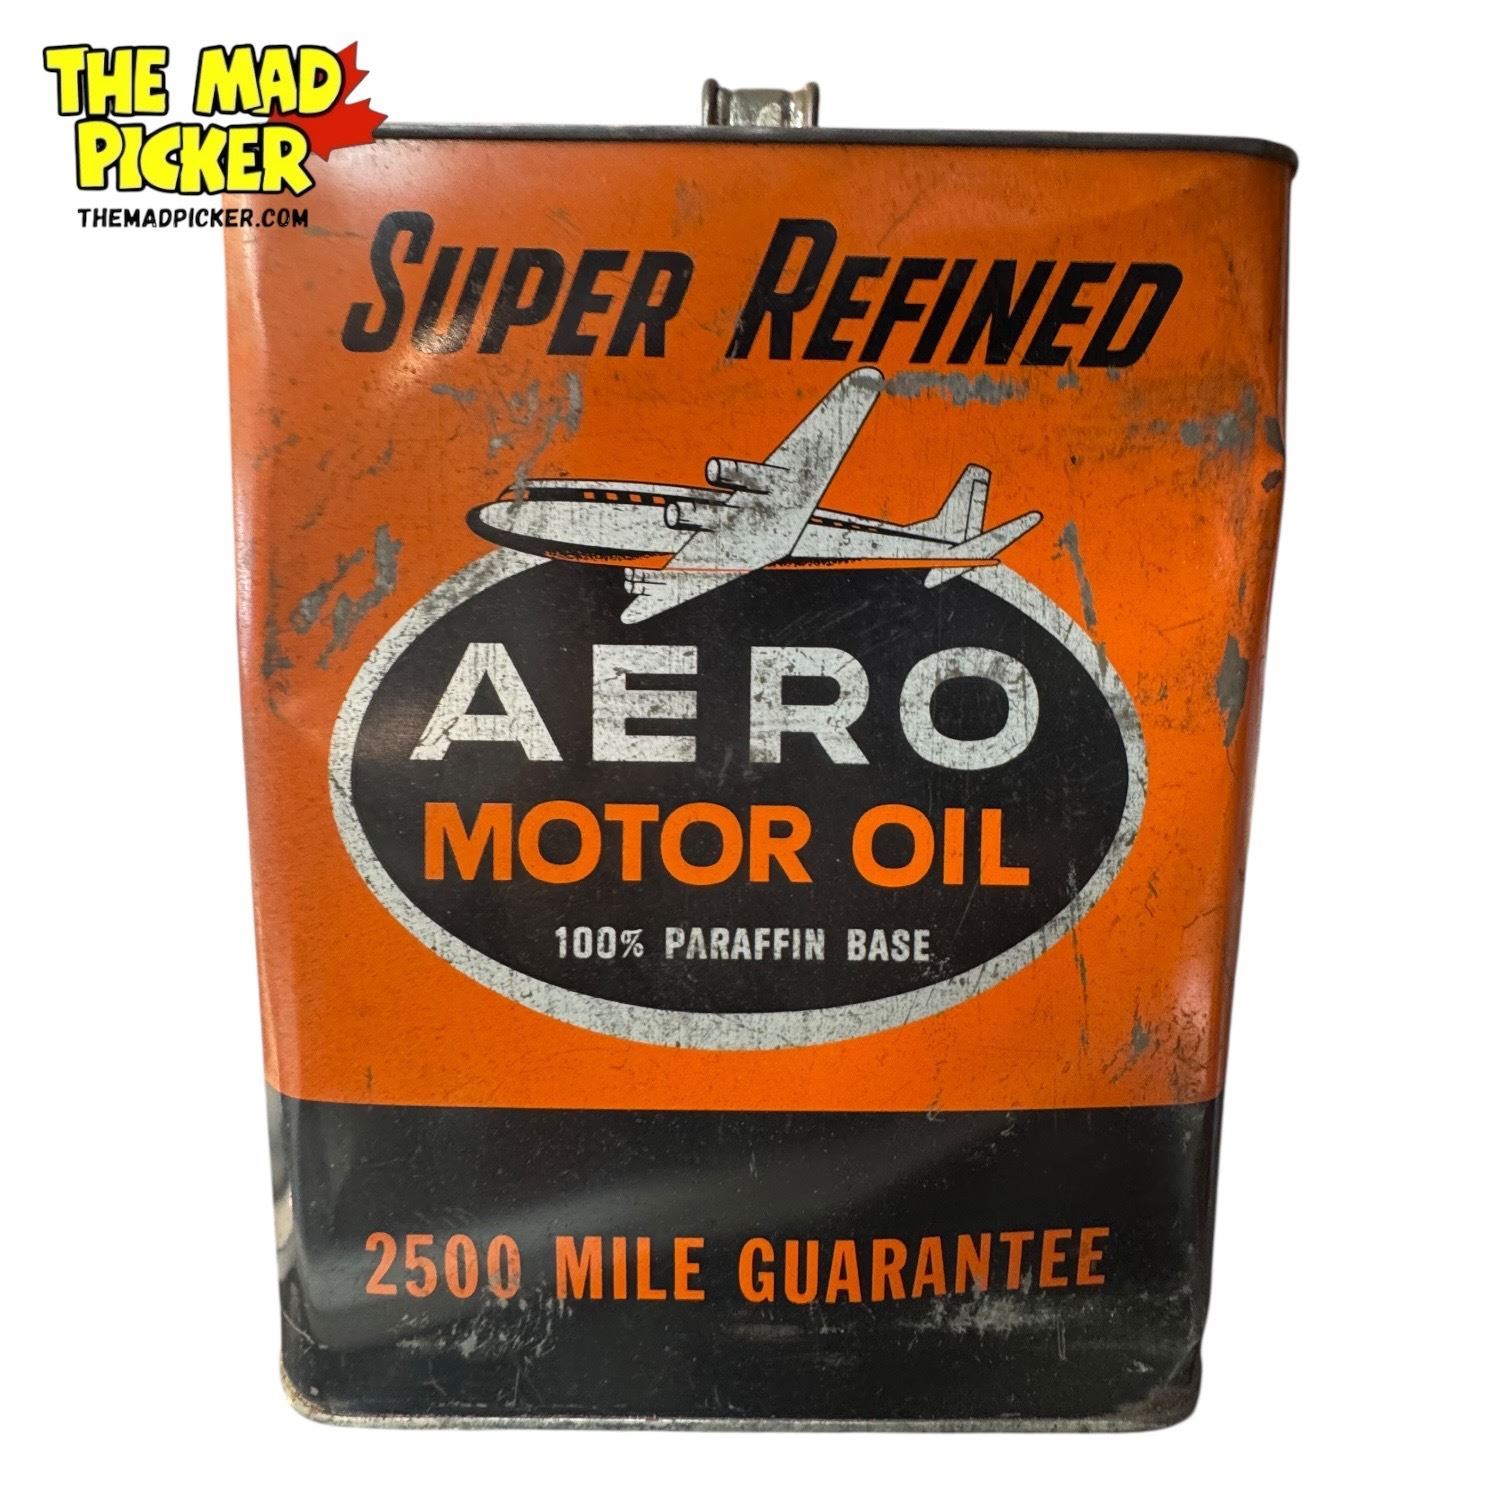 THE MAD
PICKER
THEMADPICKER.COM
SUPER REFINED
AERO
MOTOR OIL
100% PARAFFIN BASE
2500 MILE GUARANTEE